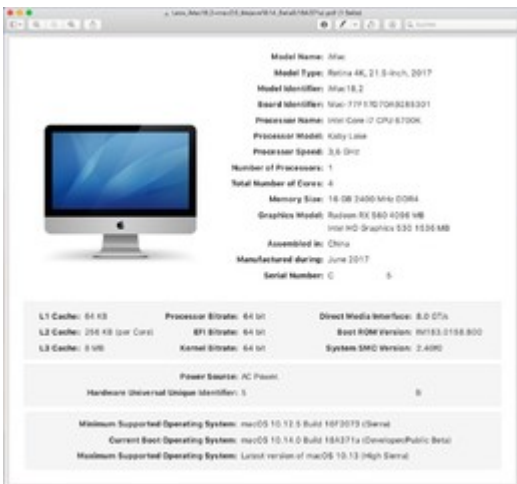 Model Name: iMac
Model Type: Retina 4K, 21.5-inch, 2017
Model Identifier: iMac18,2
Board Identifier:
Processor Name: Intel Core i7 CPU 6700K
Processor Model: Kaby Lake
Processor Speed: 3,6 GHz
Number of Processors: 1
Total Number of Cores: 4
Memory Size: 16 GB 2400 MHz DDR4
Graphics Model: Radeon RX 560 4096 MB
Intel HD Graphics 530 1536 MB
Assembled in: China
Manufactured during: June 2017
Serial Number: C 5
L1 Cache: 64 KB Processor Bitrate: 64 bit Direct Media Interface: 8.0 GT/s
L2 Cache: 256 KB (per Core) EFI Bitrate: 64 bit Boot ROM Version:
L3 Cache: 8 MB Kernel Bitrate: 64 bit System SMC Version:
Power Source: AC Power
Hardware Universal Unique Identifier: 5 B
Minimum Supported Operating System: macOS 10.12.5 Build 16F2073 (Sierra)
Current Boot Operating System: macOS 10.14.0 Build 18A371a (Developer/Public Beta)
Maximum Supported Operating System: Latest version of macOS 10.13 (High Sierra)